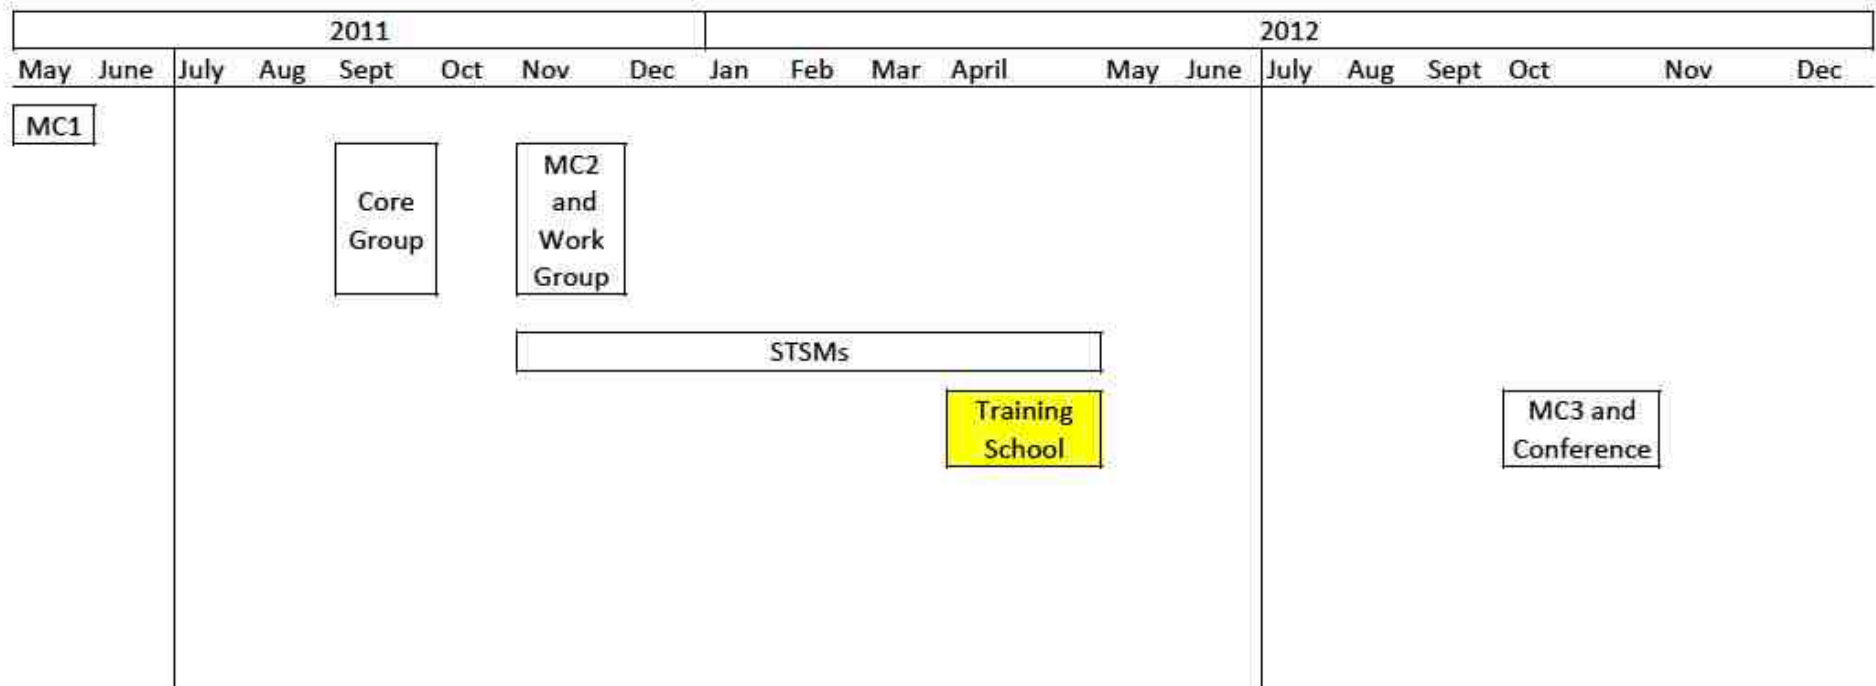 2011 2012
May June July Aug Sept Oct Nov Dec Jan Feb Mar April May June July Aug Sept Oct Nov Dec
MC1
Core
Group
MC2
and
Work
Group
STSMs
Training
School
MC3 and
Conference